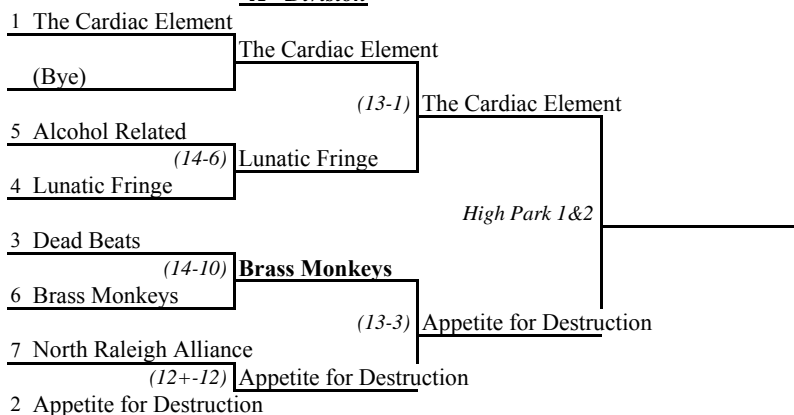 1 The Cardiac Element
The Cardiac Element
(Bye)
(13-1) The Cardiac Element
5 Alcohol Related
(14-6) Lunatic Fringe
4 Lunatic Fringe
High Park 1&2
3 Dead Beats
(14-10) Brass Monkeys
6 Brass Monkeys
(13-3) Appetite for Destruction
7 North Raleigh Alliance
(12+-12) Appetite for Destruction
2 Appetite for Destruction